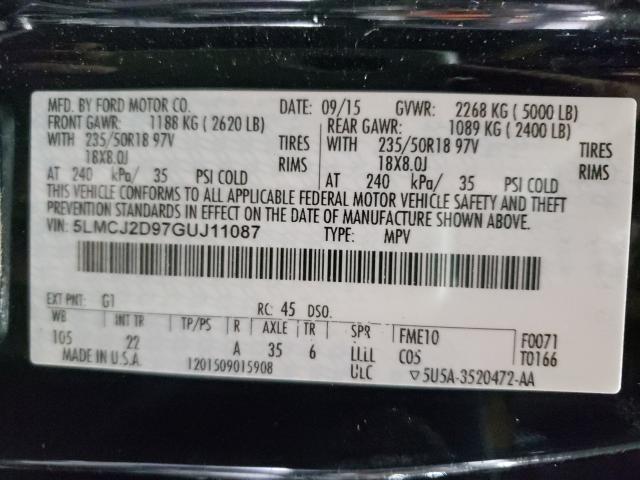 MFD. BY FORD MOTOR CO. DATE: 09/15 GVWR: 2268 KG ( 5000 LB)
FRONT GAWR: 1188 KG ( 2620 LB) REAR GAWR: 1089 KG ( 2400 LB)
WITH 235/50R18 97V TIRES WITH 235/50R18 97V TIRES
18X8.0J RIMS 18X8.0J RIMS
AT 240 kPa/ 35 PSI COLD AT 240 kPa/ 35 PSI COLD
THIS VEHICLE CONFORMS TO ALL APPLICABLE FEDERAL MOTOR VEHICLE SAFETY AND THEFT
PREVENTION STANDARDS IN EFFECT ON THE DATE OF MANUFACTURE SHOWN ABOVE.
VIN: 5LMCJ2D97GUJ11087 TYPE: MPV
EXT PNT: G1 RC: 45 DSO:
WB INT TR TP/PS R AXLE TR SPR FME10 F0071
105 22 A 35 6 COS T0166
MADE IN U.S.A. 1201509015908 ▽5U5A-3520472-AA